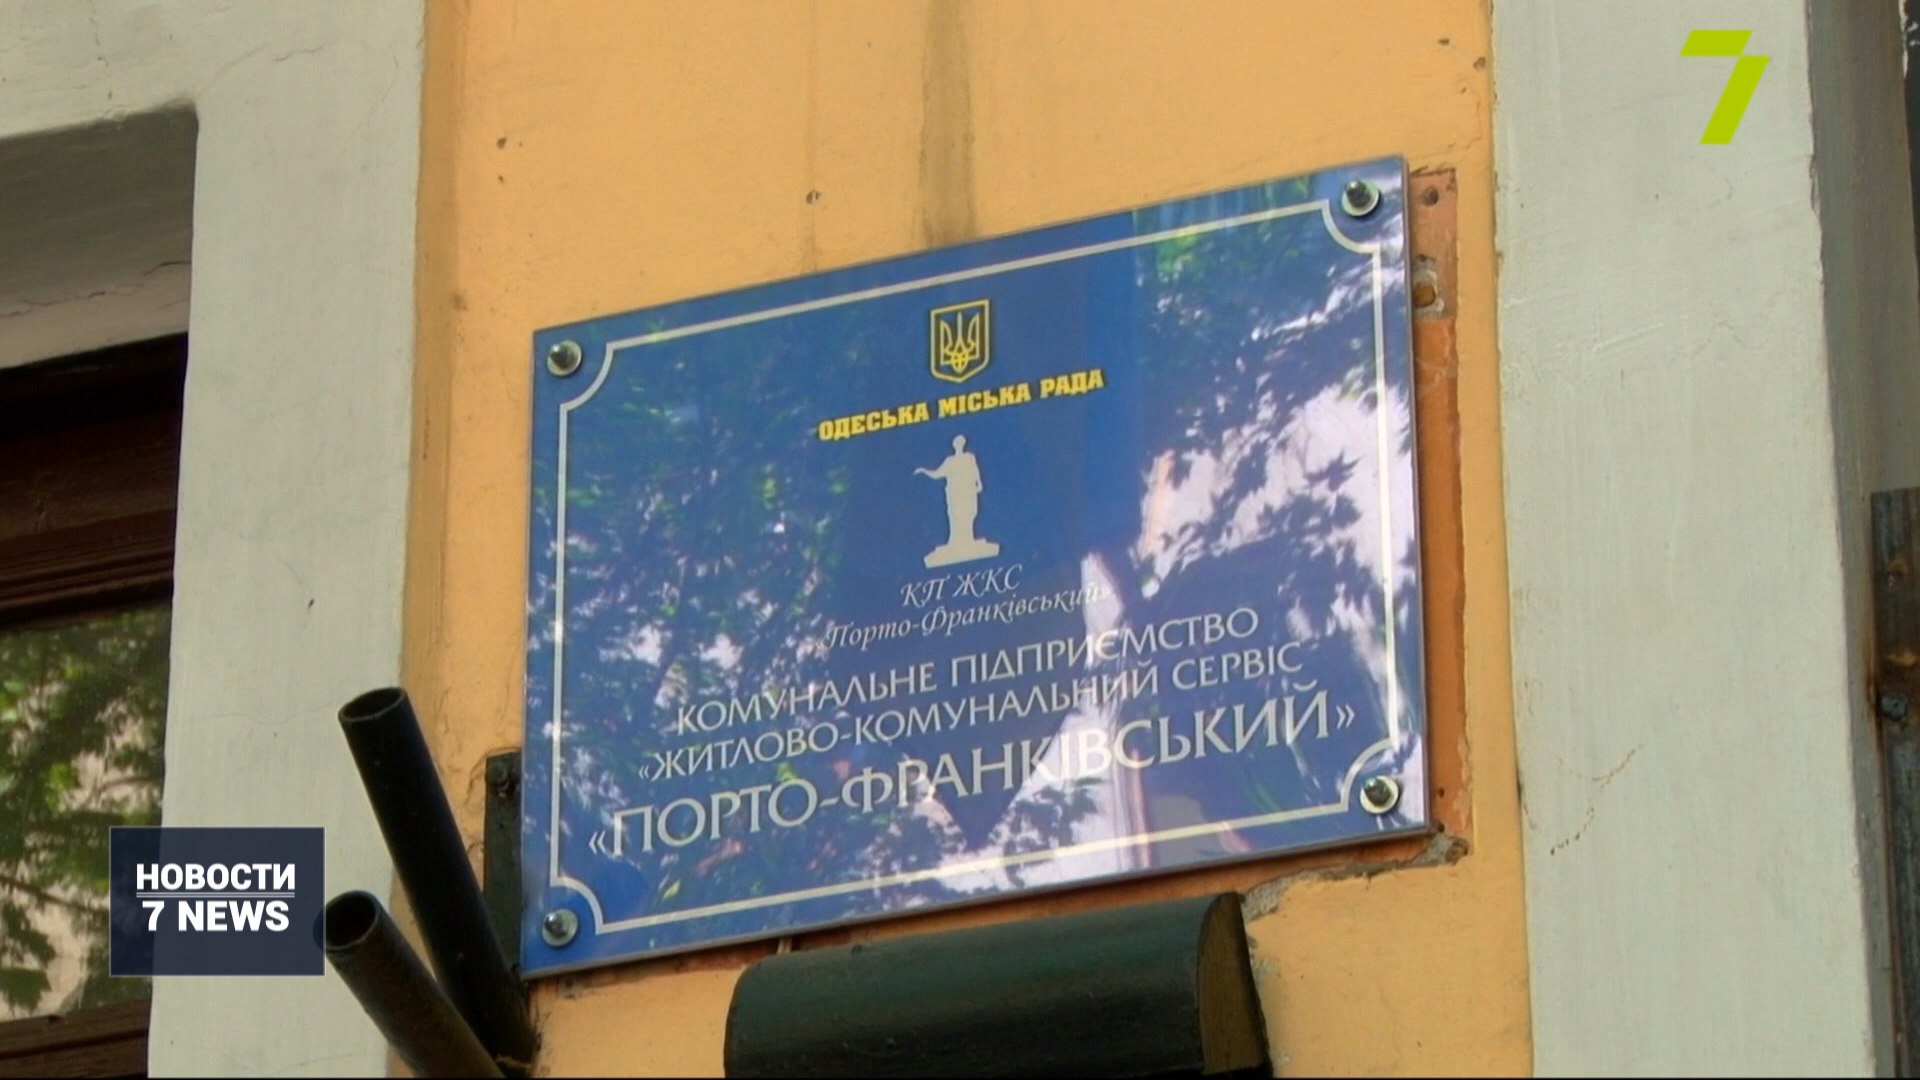 7
ОДЕСЬКА МІСЬКА РАДА
КП ЖКС
«Порто-Франківський»
КОМУНАЛЬНЕ ПІДПРИЄМСТВО
«ЖИТЛОВО-КОМУНАЛЬНИЙ СЕРВІС
«ПОРТО-ФРАНКІВСЬКИЙ»
НОВОСТИ
7 NEWS